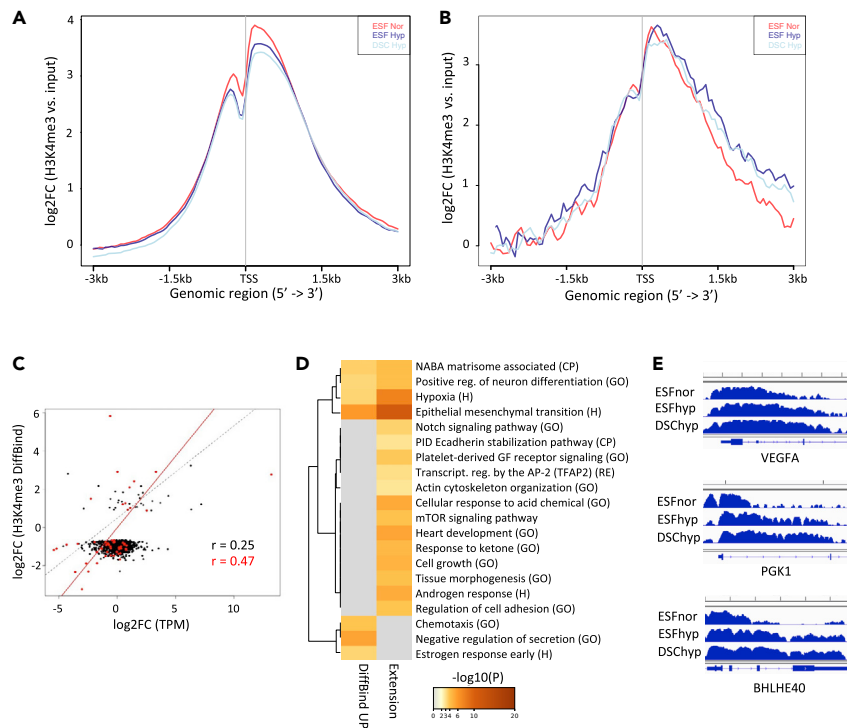 A
ESF Nor
ESF Hyp
DSC Hyp
log2FC (H3K4me3 vs. input)
4
3
2
1
0
-3kb -1.5kb TSS 1.5kb 3kb
Genomic region (5’ -> 3’)
B
ESF Nor
ESF Hyp
DSC Hyp
log2FC (H3K4me3 vs. input)
3
2
1
0
-3kb -1.5kb TSS 1.5kb 3kb
Genomic region (5’ -> 3’)
C
log2FC (H3K4me3 DiffBind)
6
4
2
0
-2
r = 0.25
r = 0.47
-5 0 5 10
log2FC (TPM)
D
NABA matrisome associated (CP)
Positive reg. of neuron differentiation (GO)
Hypoxia (H)
Epithelial mesenchymal transition (H)
Notch signaling pathway (GO)
PID Ecadherin stabilization pathway (CP)
Platelet-derived GF receptor signaling (GO)
Transcript. reg. by the AP-2 (TFAP2) (RE)
Actin cytoskeleton organization (GO)
Cellular response to acid chemical (GO)
mTOR signaling pathway
Heart development (GO)
Response to ketone (GO)
Cell growth (GO)
Tissue morphogenesis (GO)
Androgen response (H)
Regulation of cell adhesion (GO)
Chemotaxis (GO)
Negative regulation of secretion (GO)
Estrogen response early (H)
DiffBind UP
Extension
-log10(P)
0 2 3 4 6 10 20
E
ESFnor
ESFhyp
DSChyp
VEGFA
ESFnor
ESFhyp
DSChyp
PGK1
ESFnor
ESFhyp
DSChyp
BHLHE40